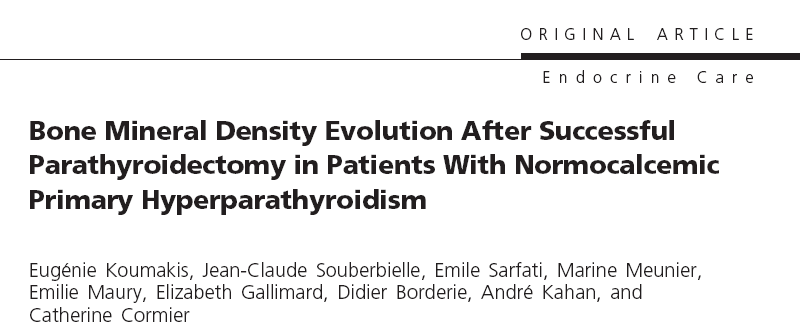 ORIGINAL ARTICLE
Endocrine Care
Bone Mineral Density Evolution After Successful
Parathyroidectomy in Patients With Normocalcemic
Primary Hyperparathyroidism
Eugénie Koumakis, Jean-Claude Souberbielle, Emile Sarfati, Marine Meunier,
Emilie Maury, Elizabeth Gallimard, Didier Borderie, André Kahan, and
Catherine Cormier